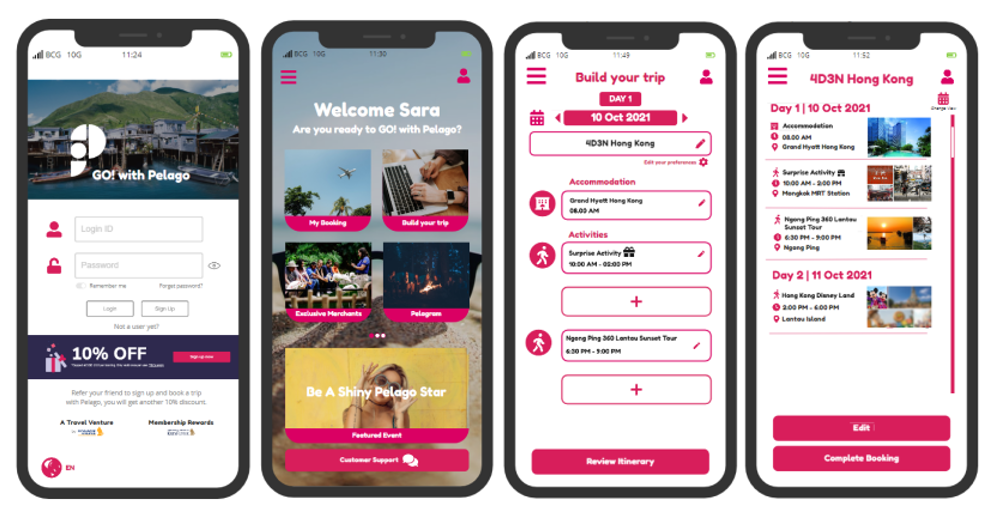 BCG 10G 11:24
GO! with Pelago
Login ID
Password
Remember me Forgot password?
Login Sign Up
Not a user yet?
10% OFF
Sign up now
Refer your friend to sign up and book a trip
with Pelago, you will get another 10% discount.
A Travel Venture Membership Rewards
EN
BCG 10G 11:30
Welcome Sara
Are you ready to GO! with Pelago?
My Booking Build your trip
Exclusive Merchants Pelagram
Be A Shiny Pelago Star
Featured Event
Customer Support
BCG 10G 11:49
Build your trip
DAY 1
10 Oct 2021
4D3N Hong Kong
Edit your preferences
Accommodation
Grand Hyatt Hong Kong
08.00 AM
Activities
Surprise Activity
10:00 AM - 02:00 PM
+
Ngong Ping 360 Lantau Sunset Tour
6:30 PM - 9:00 PM
+
Review Itinerary
BCG 10G 11:52
4D3N Hong Kong
Change view
Day 1 | 10 Oct 2021
Accommodation
08.00 AM
Grand Hyatt Hong Kong
Surprise Activity
10:00 AM - 2:00 PM
Mongkok MRT Station
Ngong Ping 360 Lantau
Sunset Tour
6:30 PM - 9:00 PM
Ngong Ping
Day 2 | 11 Oct 2021
Hong Kong Disney Land
2:00 PM - 6:00 PM
Lantau Island
Edit
Complete Booking